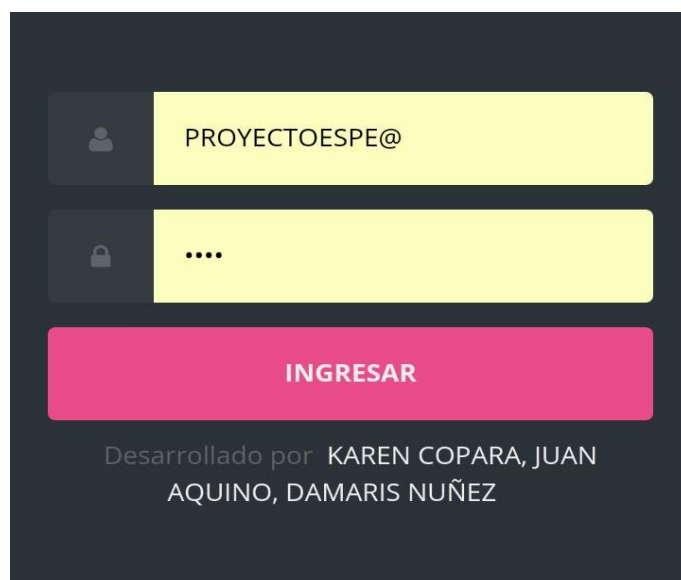 PROYECTOESPE@
••••
INGRESAR
Desarrollado por KAREN COPARA, JUAN
AQUINO, DAMARIS NUÑEZ